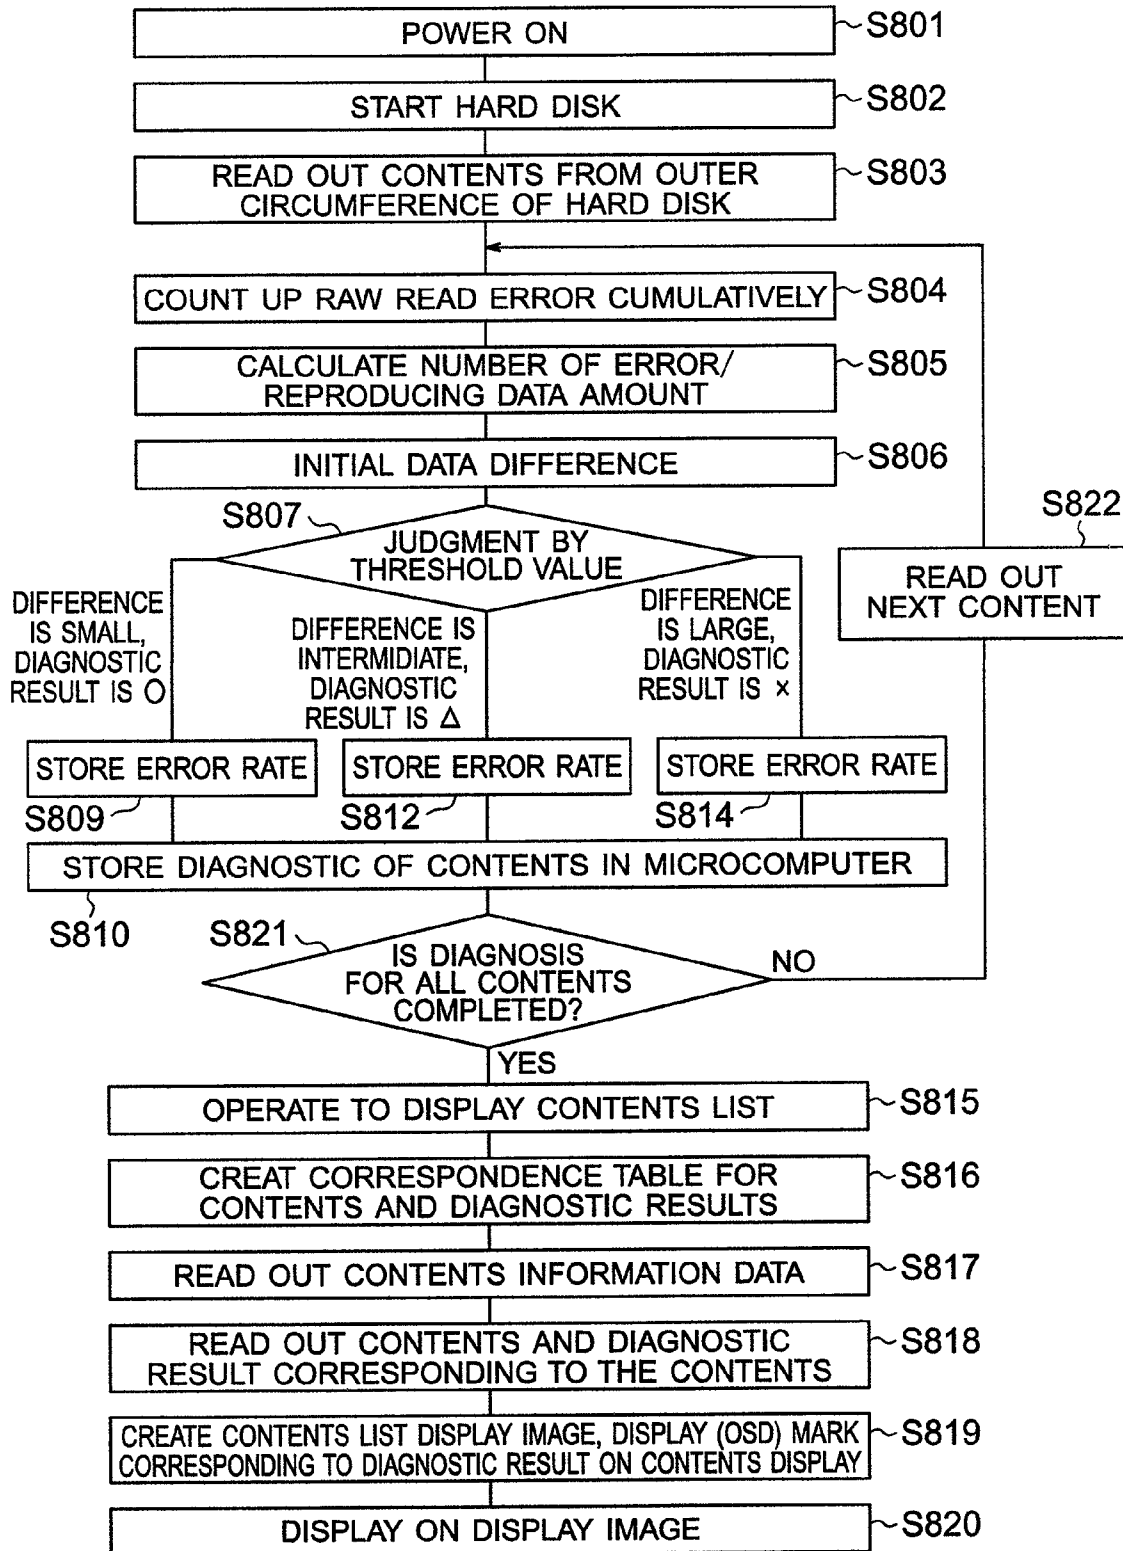 POWER ON
S801
START HARD DISK
S802
READ OUT CONTENTS FROM OUTER
CIRCUMFERENCE OF HARD DISK
S803
COUNT UP RAW READ ERROR CUMULATIVELY
S804
CALCULATE NUMBER OF ERROR/
REPRODUCING DATA AMOUNT
S805
INITIAL DATA DIFFERENCE
S806
S807
JUDGMENT BY
THRESHOLD VALUE
S822
READ OUT
NEXT CONTENT
DIFFERENCE
IS SMALL,
DIAGNOSTIC
RESULT IS O
DIFFERENCE IS
INTERMIDIATE,
DIAGNOSTIC
RESULT IS △
DIFFERENCE
IS LARGE,
DIAGNOSTIC
RESULT IS ×
STORE ERROR RATE
S809
STORE ERROR RATE
S812
STORE ERROR RATE
S814
STORE DIAGNOSTIC OF CONTENTS IN MICROCOMPUTER
S810
S821
IS DIAGNOSIS
FOR ALL CONTENTS
COMPLETED?
NO
YES
OPERATE TO DISPLAY CONTENTS LIST
S815
CREAT CORRESPONDENCE TABLE FOR
CONTENTS AND DIAGNOSTIC RESULTS
S816
READ OUT CONTENTS INFORMATION DATA
S817
READ OUT CONTENTS AND DIAGNOSTIC
RESULT CORRESPONDING TO THE CONTENTS
S818
CREATE CONTENTS LIST DISPLAY IMAGE, DISPLAY (OSD) MARK
CORRESPONDING TO DIAGNOSTIC RESULT ON CONTENTS DISPLAY
S819
DISPLAY ON DISPLAY IMAGE
S820